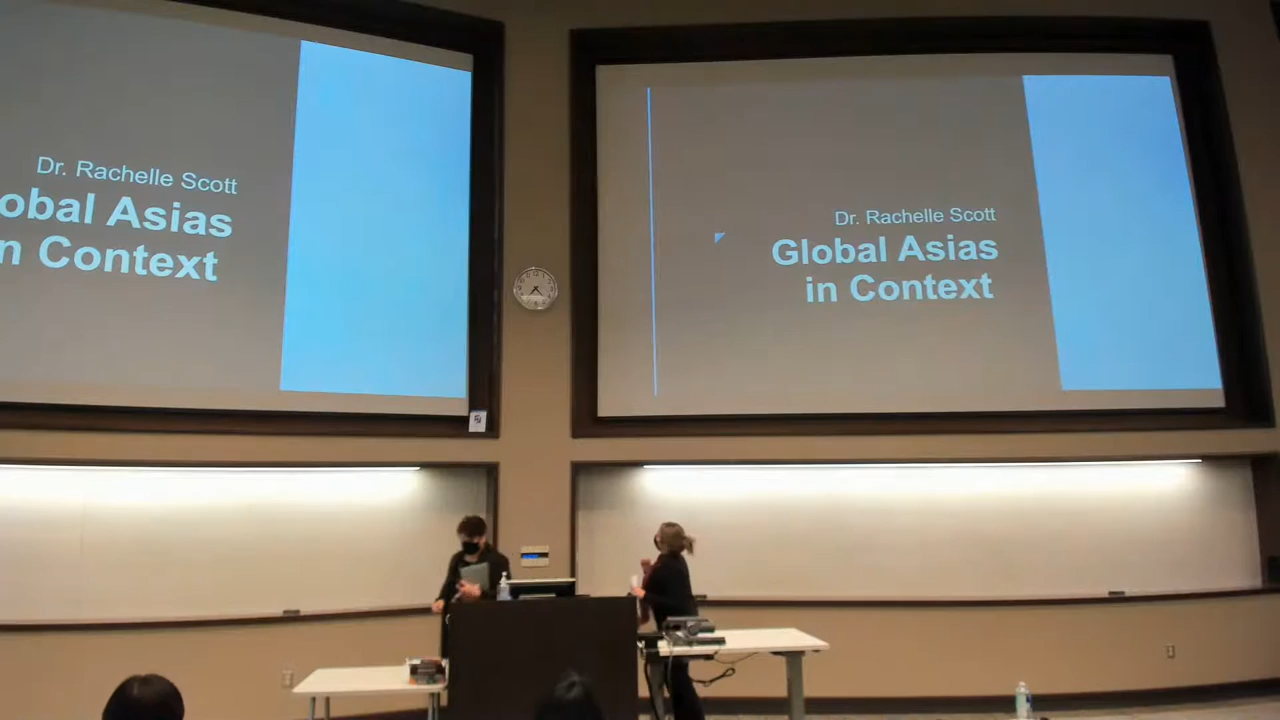 Dr. Rachelle Scott
obal Asias
n Context
Dr. Rachelle Scott
Global Asias
in Context